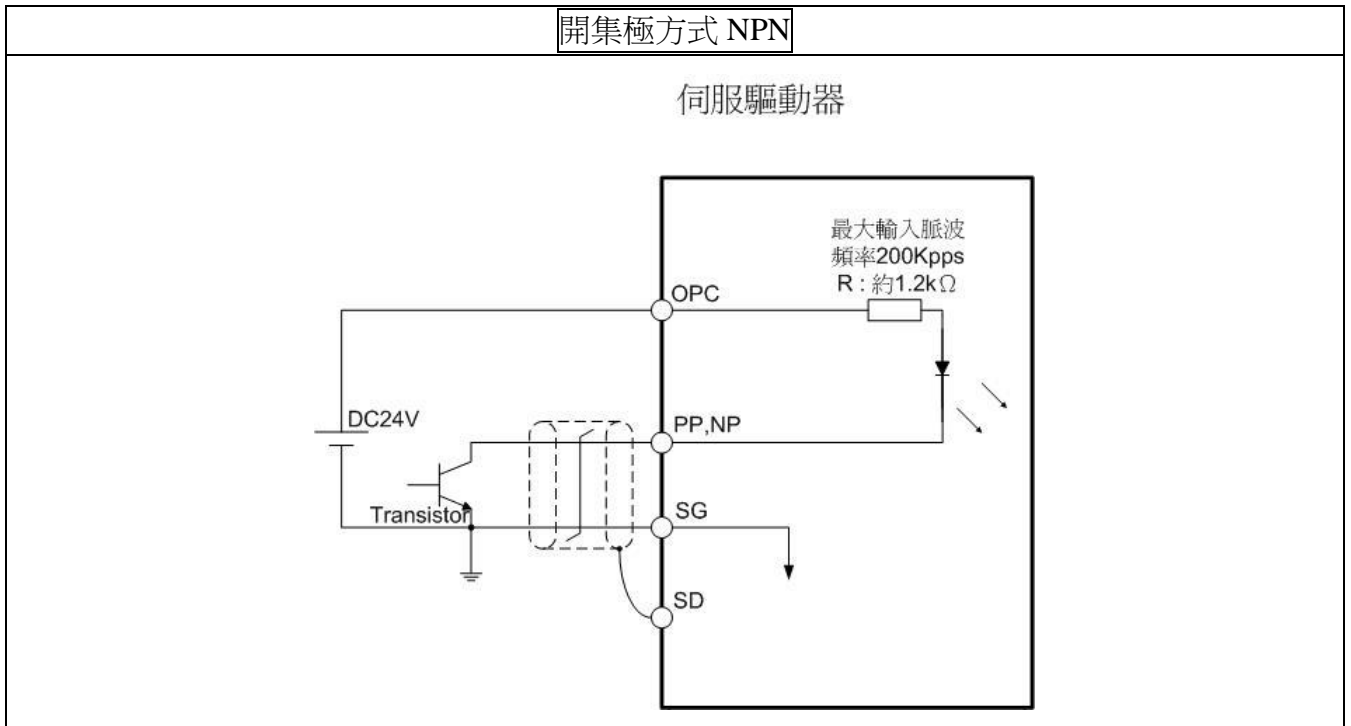 開集極方式 NPN
伺服驅動器
最大輸入脈波
頻率200Kpps
R : 約1.2kΩ
OPC
DC24V
PP,NP
Transistor
SG
SD